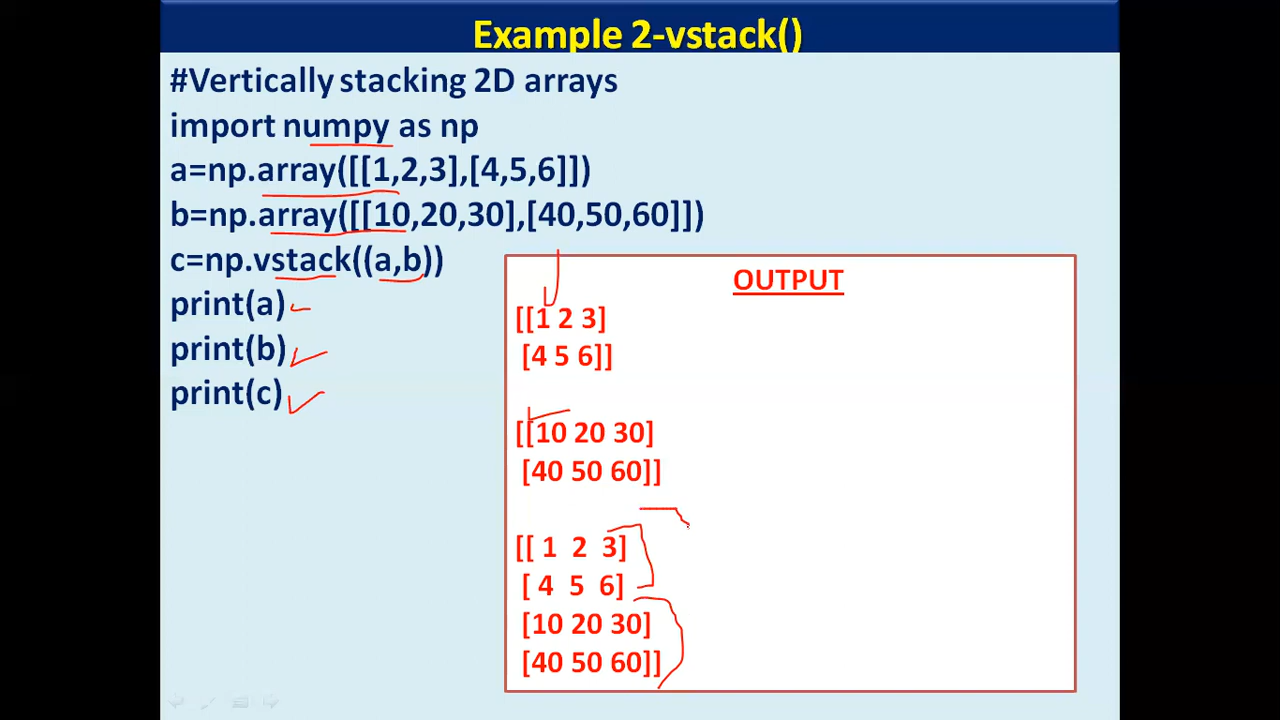 Example 2-vstack()
#Vertically stacking 2D arrays
import numpy as np
a=np.array([[1,2,3],[4,5,6]])
b=np.array([[10,20,30],[40,50,60]])
c=np.vstack((a,b))
print(a)
print(b)
print(c)
OUTPUT
[[1 2 3]
[4 5 6]]
[[10 20 30]
[40 50 60]]
[[ 1 2 3]
[ 4 5 6]
[10 20 30]
[40 50 60]]